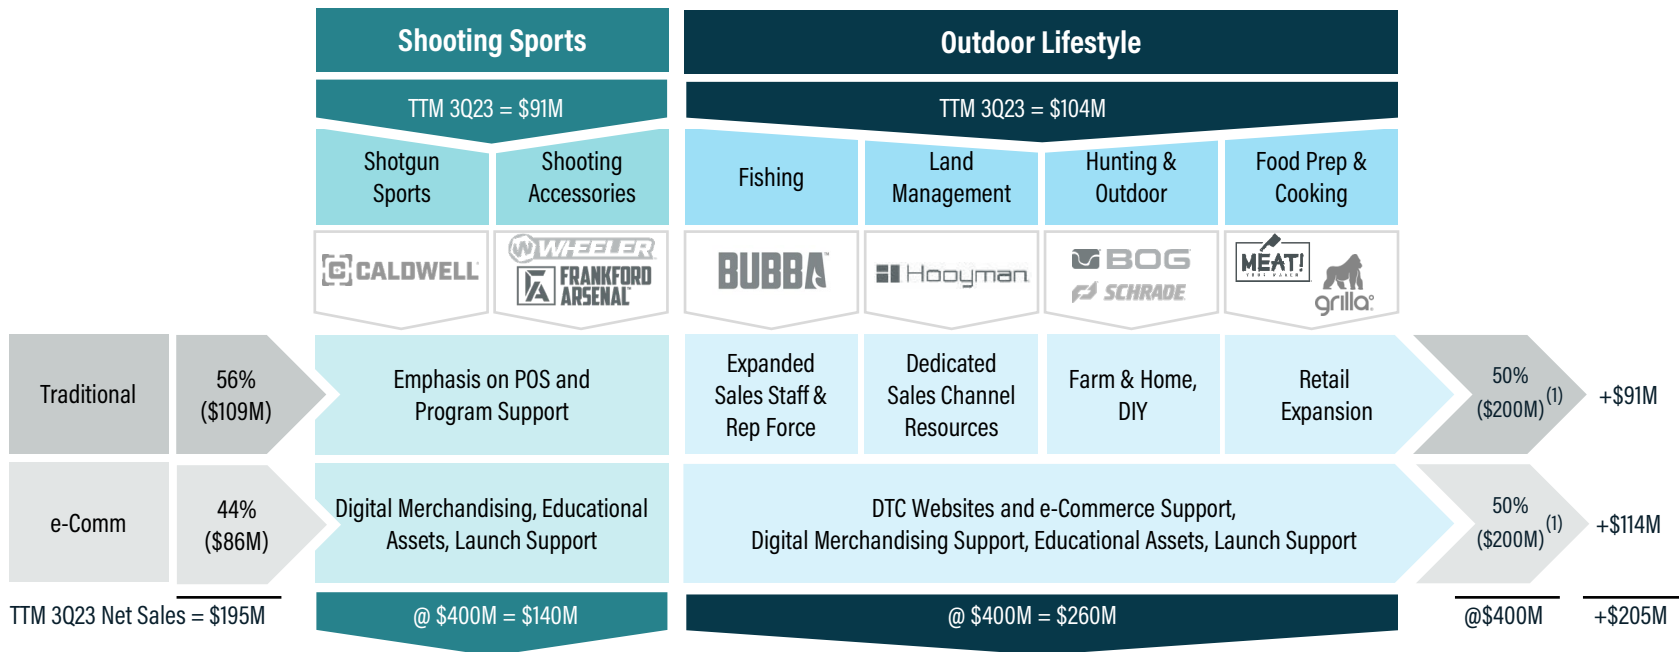 Shooting Sports
Outdoor Lifestyle
TTM 3Q23 = $91M
TTM 3Q23 = $104M
Shotgun
Sports
Shooting
Accessories
Fishing
Land
Management
Hunting &
Outdoor
Food Prep &
Cooking
CALDWELL
WHEELER
FRANKFORD
ARSENAL
BUBBA
Hooyman
BOG
SCHRADE
MEAT!
YOUR MAKER
grilla
Traditional
56%
($109M)
Emphasis on POS and
Program Support
Expanded
Sales Staff &
Rep Force
Dedicated
Sales Channel
Resources
Farm & Home,
DIY
Retail
Expansion
50%
($200M) (1)
+$91M
e-Comm
44%
($86M)
Digital Merchandising, Educational
Assets, Launch Support
DTC Websites and e-Commerce Support,
Digital Merchandising Support, Educational Assets, Launch Support
50%
($200M) (1)
+$114M
TTM 3Q23 Net Sales = $195M
@ $400M = $140M
@ $400M = $260M
@$400M
+$205M